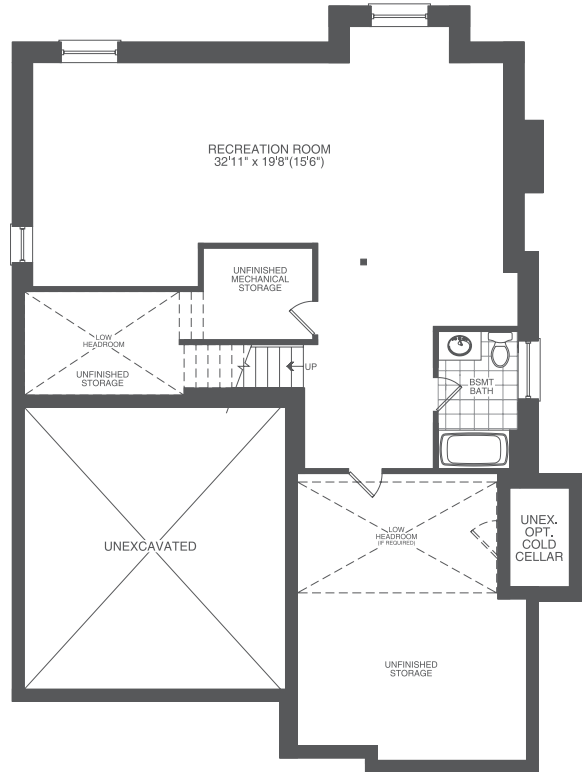 RECREATION ROOM
32'11" x 19'8"(15'6")
UNFINISHED
MECHANICAL
STORAGE
LOW
HEADROOM
UNFINISHED
STORAGE
UP
BSMT
BATH
UNEXCAVATED
LOW
HEADROOM
(IF REQUIRED)
UNEX.
OPT.
COLD
CELLAR
UNFINISHED
STORAGE